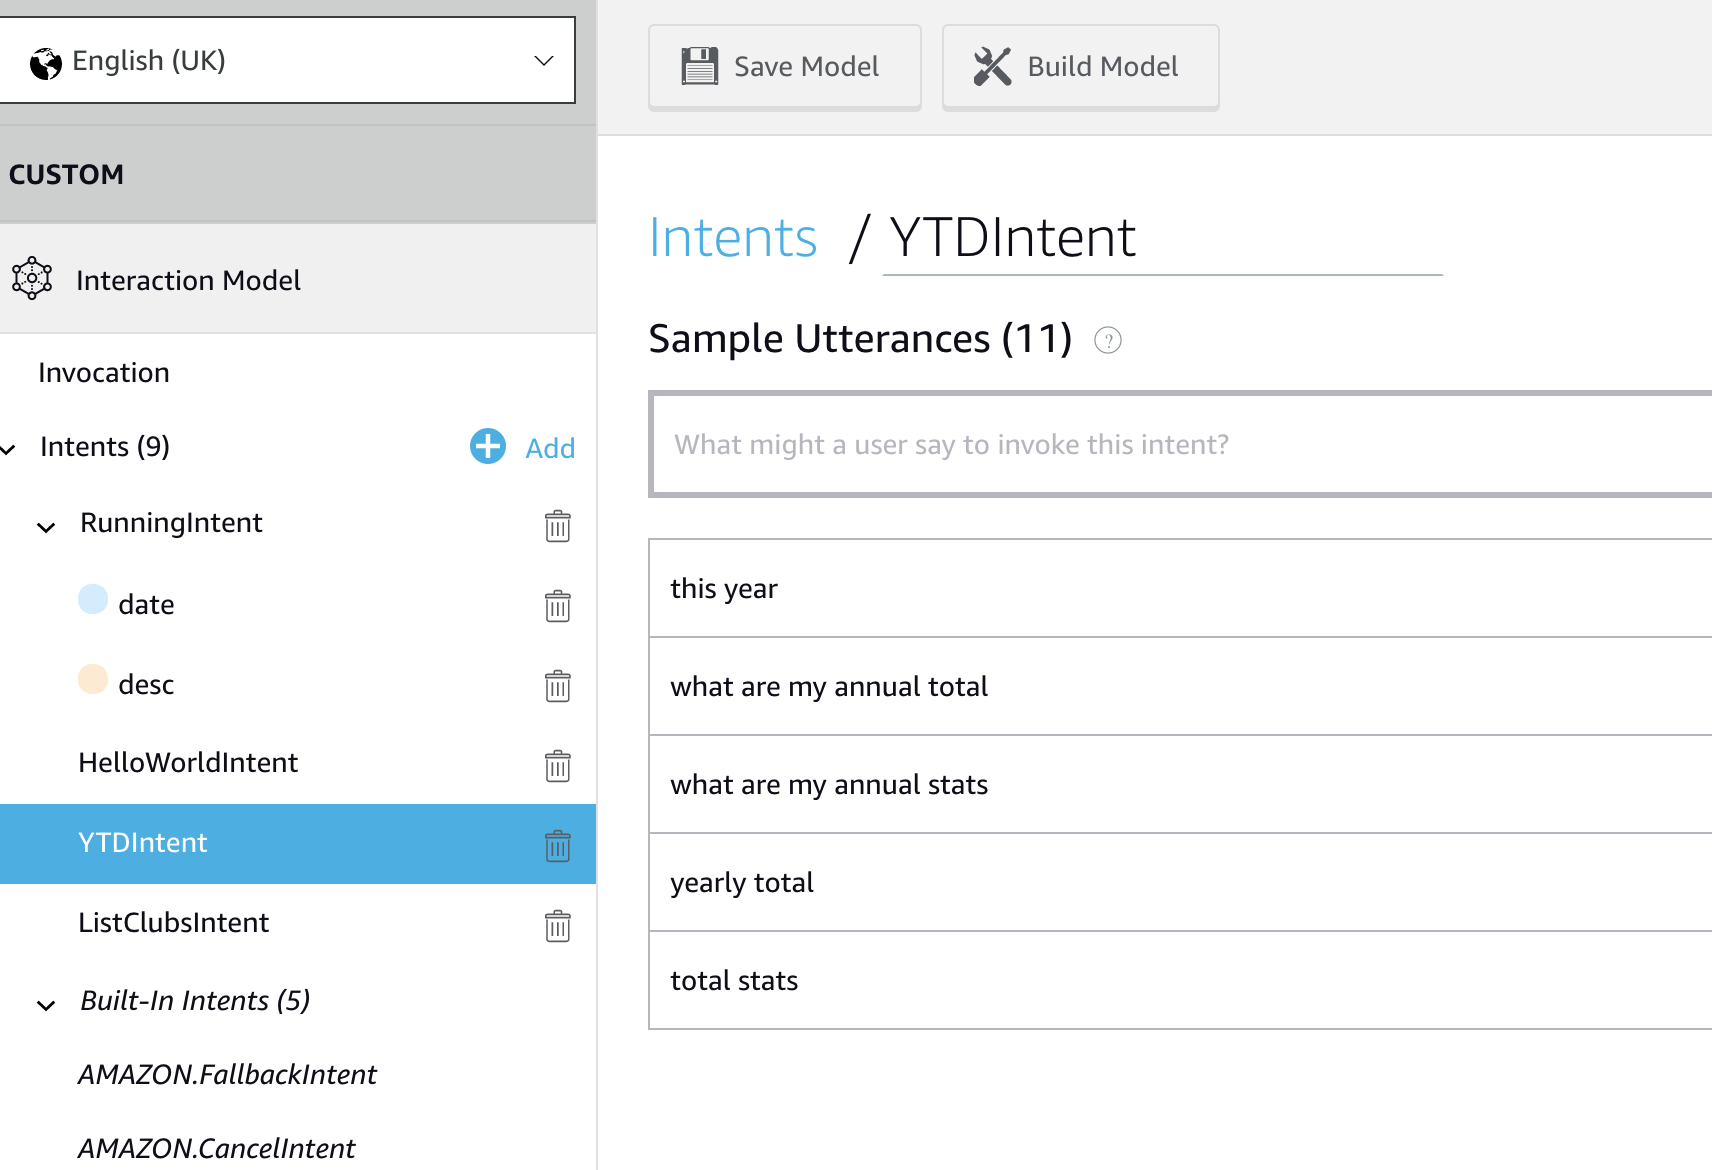 English (UK)
CUSTOM
Interaction Model
Invocation
Intents (9)
Add
RunningIntent
date
desc
HelloWorldIntent
YTDIntent
ListClubsIntent
Built-In Intents (5)
AMAZON.FallbackIntent
AMAZON.CancelIntent
Save Model
Build Model
Intents / YTDIntent
Sample Utterances (11) ?
What might a user say to invoke this intent?
this year
what are my annual total
what are my annual stats
yearly total
total stats